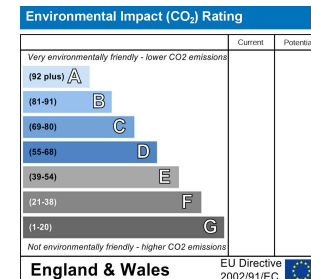 Environmental Impact (CO₂) Rating
Current Potentia
Very environmentally friendly - lower CO2 emissions
(92 plus) A
(81-91) B
(69-80) C
(55-68) D
(39-54) E
(21-38) F
(1-20) G
Not environmentally friendly - higher CO2 emissions
England & Wales
EU Directive
2002/91/EC